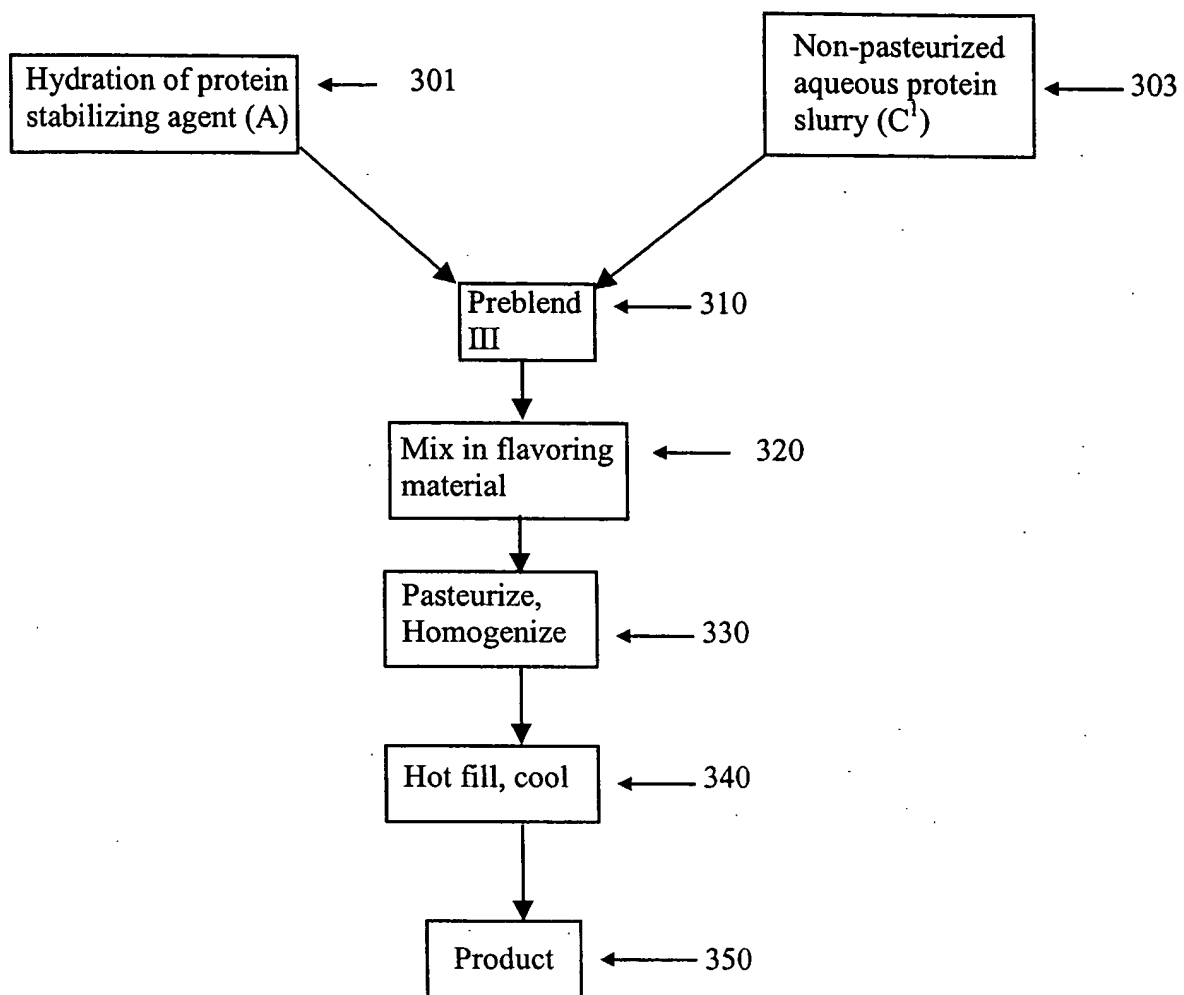 Hydration of protein
stabilizing agent (A)
301
Non-pasteurized
aqueous protein
slurry (C¹)
303
Preblend
III
310
Mix in flavoring
material
320
Pasteurize,
Homogenize
330
Hot fill, cool
340
Product
350